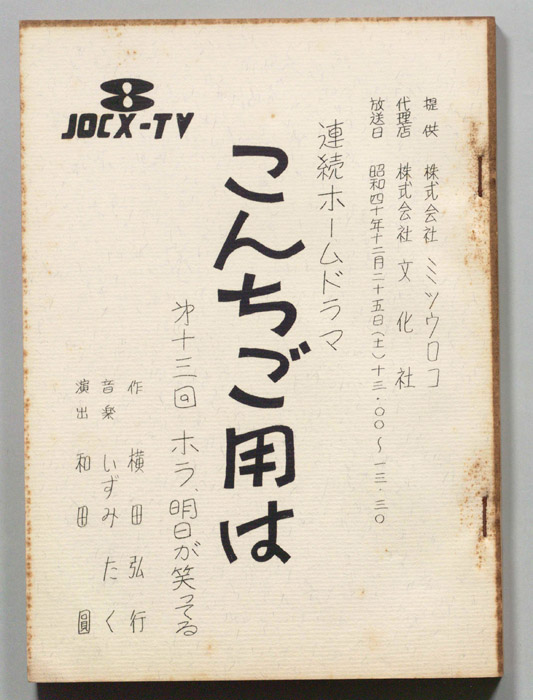 8
JOCX-TV
提供 株式会社 ミツウロコ
代理店 株式会社 文化社
放送日 昭和四十年十二月二十五日(土)十三・〇〇〜一三・三〇
連続ホームドラマ
こんちご用は
第十三回 ホラ、明日が笑ってる
作 横田弘行
音楽 いずみたく
演出 和田圓